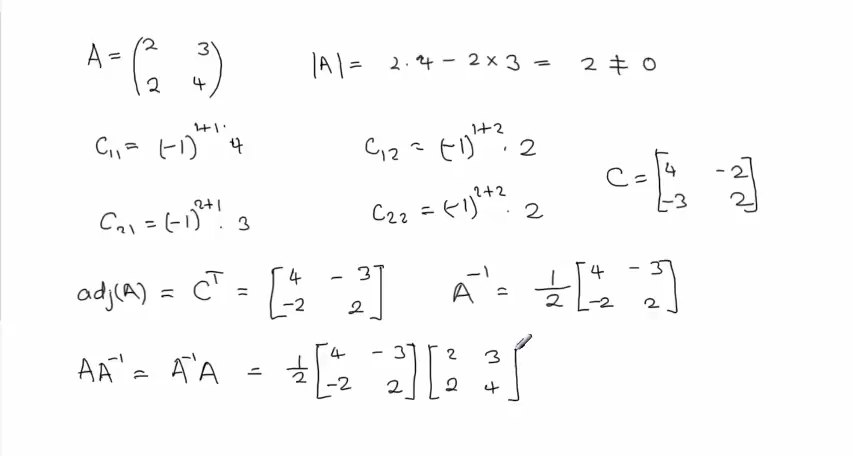 A = (2 3 2 4) |A| = 2.4 − 2 × 3 = 2 ≠ 0
C₁₁ = (−1)¹⁺¹· 4 C₁₂ = (−1)¹⁺² · 2
C = [4 −2 −3 2]
C₂₁ = (−1)²⁺¹ · 3 C₂₂ = (−1)²⁺² · 2
adj(A) = Cᵀ = [4 −3 −2 2] A⁻¹ = 1/2 [4 −3 −2 2]
AA⁻¹ = A⁻¹A = 1/2 [4 −3 −2 2] [2 3 2 4]